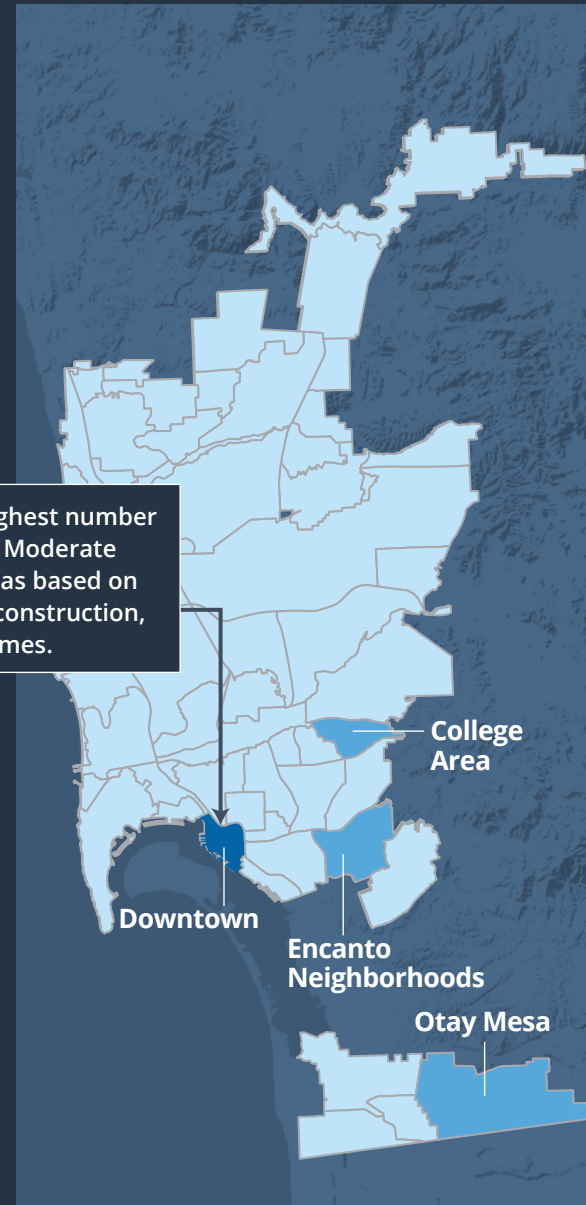 ghest number
Moderate
as based on
construction,
mes.
College
Area
Downtown
Encanto
Neighborhoods
Otay Mesa